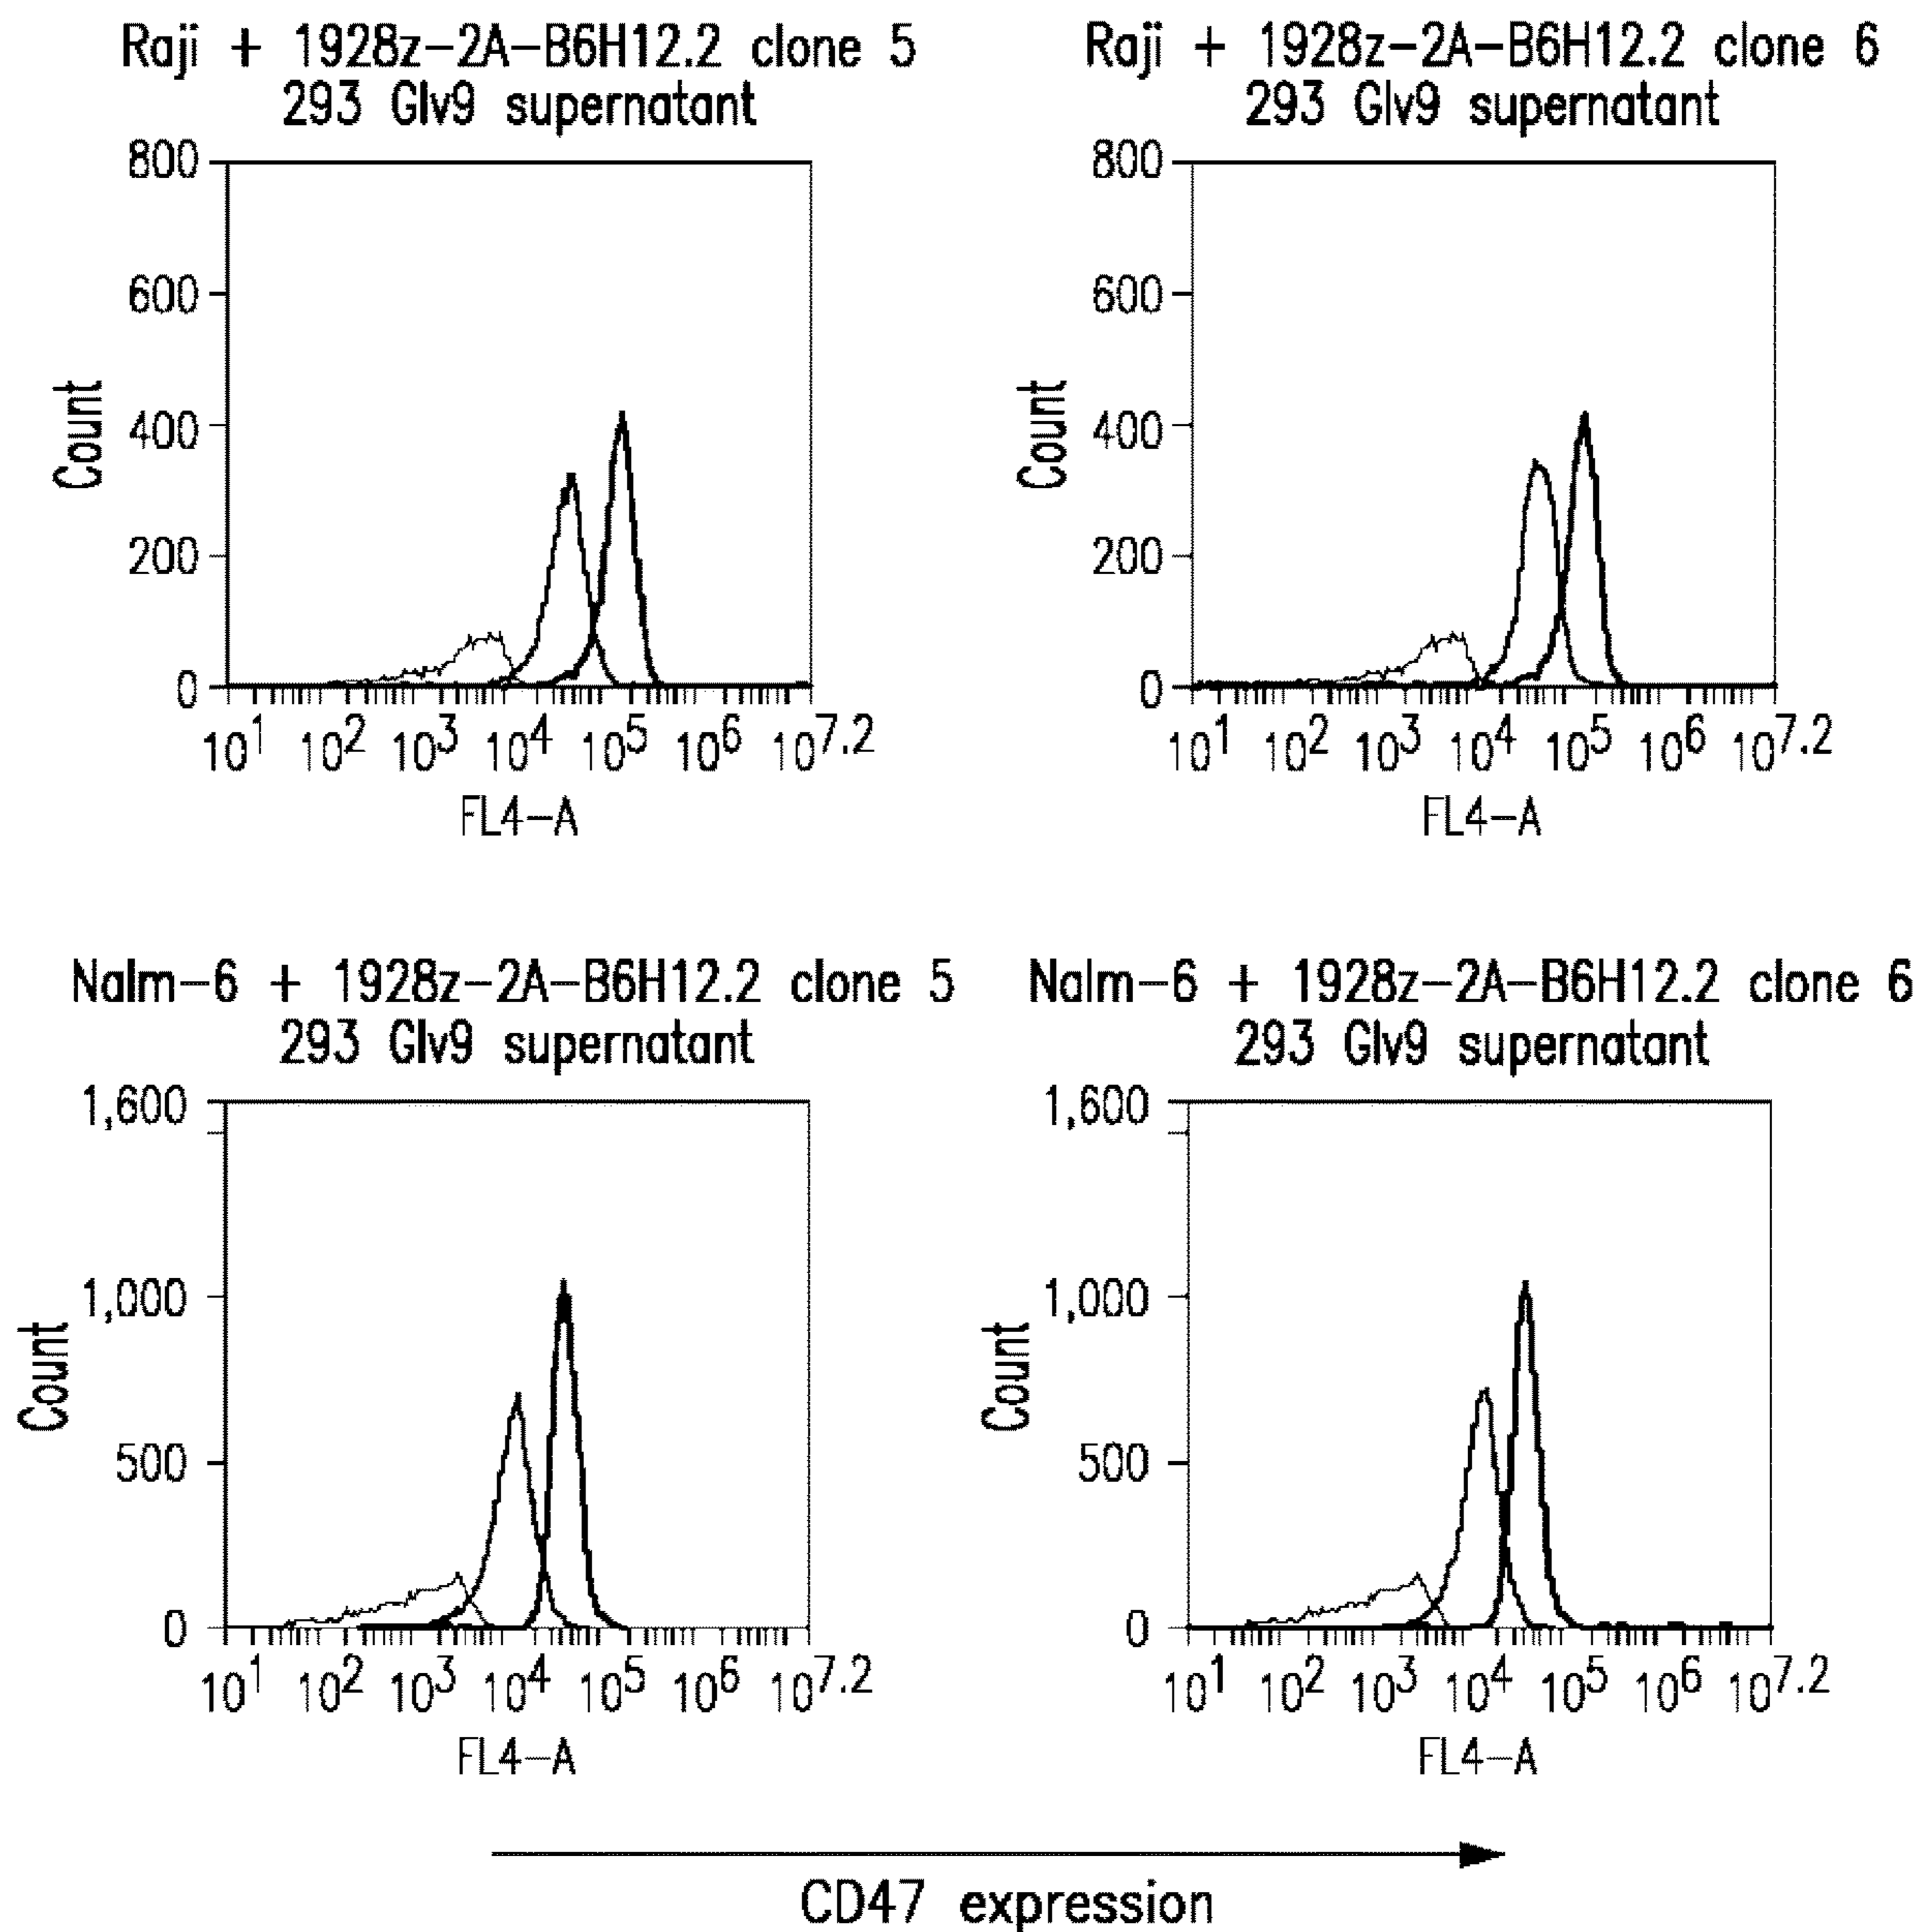 Raji + 1928z-2A-B6H12.2 clone 5
293 Glv9 supernatant
800
600
400
200
0
Count
10^1 10^2 10^3 10^4 10^5 10^6 10^7.2
FL4-A
Raji + 1928z-2A-B6H12.2 clone 6
293 Glv9 supernatant
800
600
400
200
0
Count
10^1 10^2 10^3 10^4 10^5 10^6 10^7.2
FL4-A
Nalm-6 + 1928z-2A-B6H12.2 clone 5
293 Glv9 supernatant
1,600
1,000
500
0
Count
10^1 10^2 10^3 10^4 10^5 10^6 10^7.2
FL4-A
Nalm-6 + 1928z-2A-B6H12.2 clone 6
293 Glv9 supernatant
1,600
1,000
500
0
Count
10^1 10^2 10^3 10^4 10^5 10^6 10^7.2
FL4-A
CD47 expression